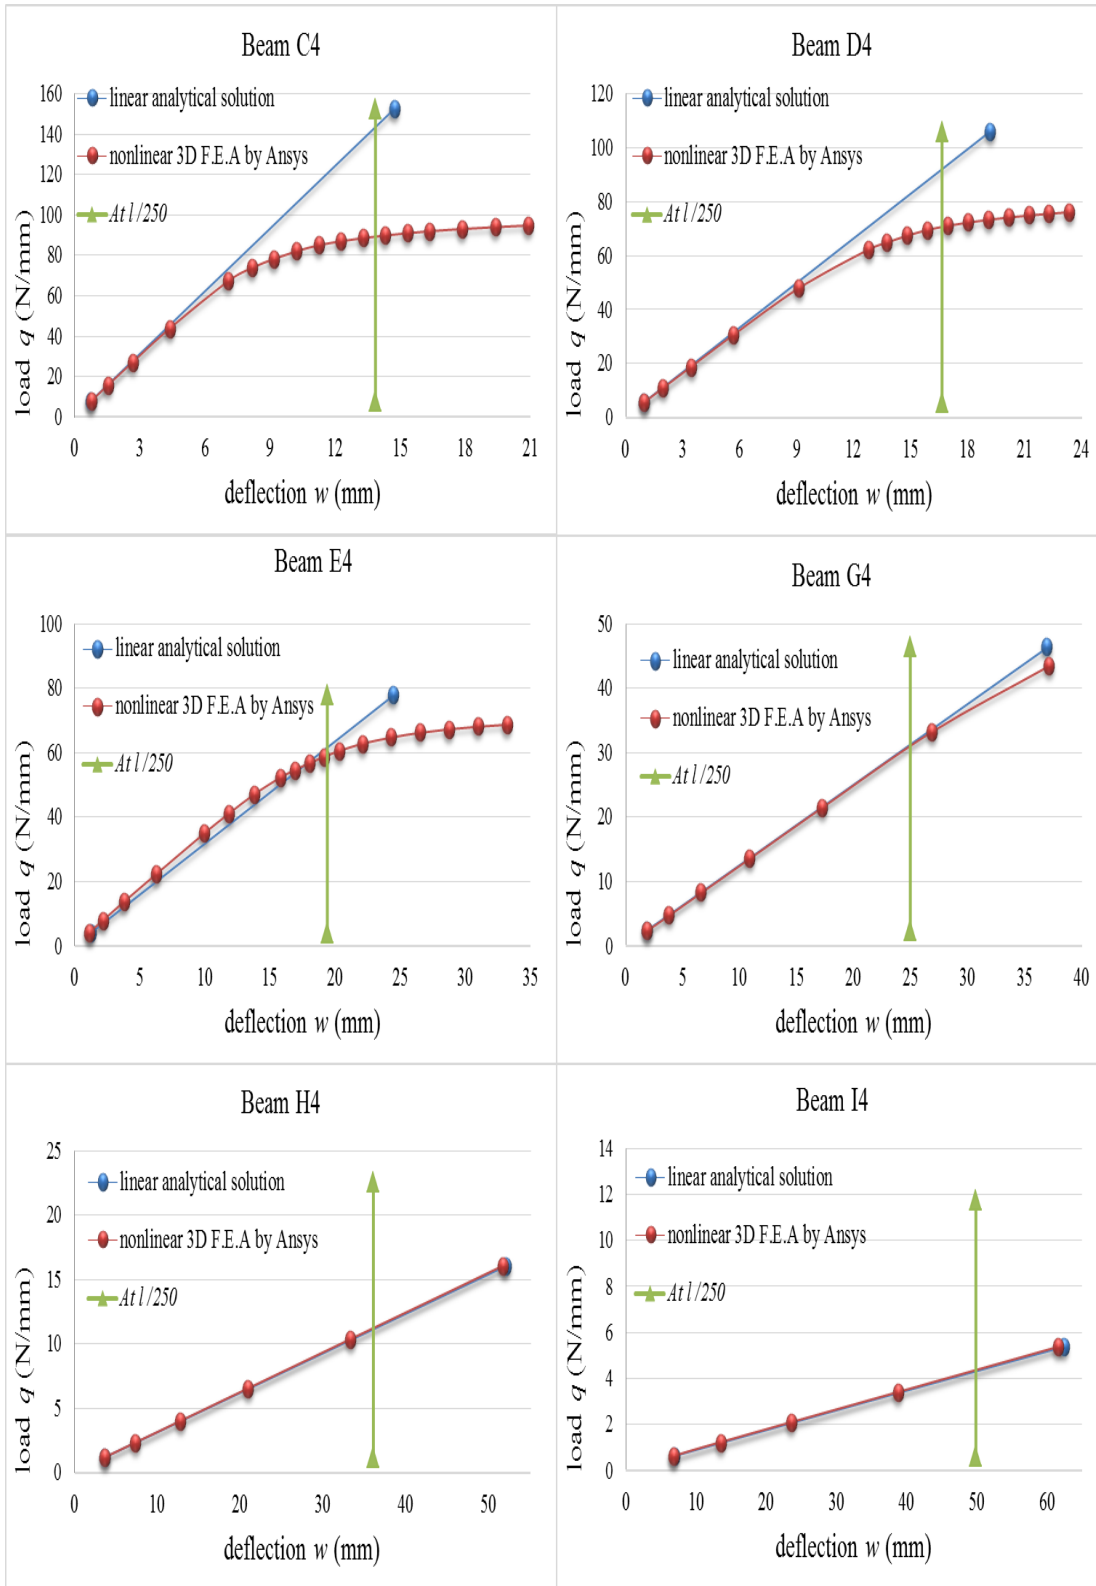 Beam C4
160
140
120
100
80
60
40
20
0
load q (N/mm)
linear analytical solution
nonlinear 3D F.E.A by Ansys
At l/250
0 3 6 9 12 15 18 21
deflection w (mm)
Beam D4
120
100
80
60
40
20
0
load q (N/mm)
linear analytical solution
nonlinear 3D F.E.A by Ansys
At l/250
0 3 6 9 12 15 18 21 24
deflection w (mm)
Beam E4
100
80
60
40
20
0
load q (N/mm)
linear analytical solution
nonlinear 3D F.E.A by Ansys
At l/250
0 5 10 15 20 25 30 35
deflection w (mm)
Beam G4
50
40
30
20
10
0
load q (N/mm)
linear analytical solution
nonlinear 3D F.E.A by Ansys
At l/250
0 5 10 15 20 25 30 35 40
deflection w (mm)
Beam H4
25
20
15
10
5
0
load q (N/mm)
linear analytical solution
nonlinear 3D F.E.A by Ansys
At l/250
0 10 20 30 40 50
deflection w (mm)
Beam I4
14
12
10
8
6
4
2
0
load q (N/mm)
linear analytical solution
nonlinear 3D F.E.A by Ansys
At l/250
0 10 20 30 40 50 60
deflection w (mm)